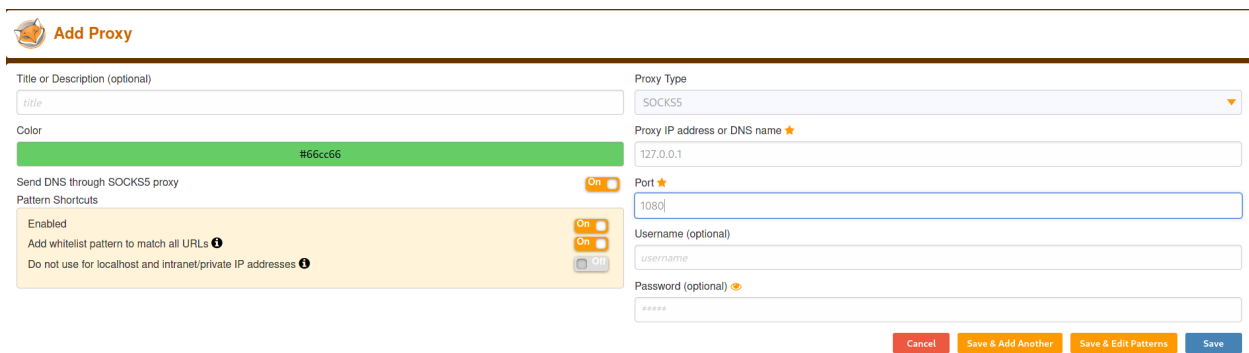 Add Proxy
Title or Description (optional)
title
Color
#66cc66
Send DNS through SOCKS5 proxy
On
Pattern Shortcuts
Enabled
On
Add whitelist pattern to match all URLs
On
Do not use for localhost and intranet/private IP addresses
Off
Proxy Type
SOCKS5
Proxy IP address or DNS name
127.0.0.1
Port
1080
Username (optional)
username
Password (optional)
*****
Cancel
Save & Add Another
Save & Edit Patterns
Save